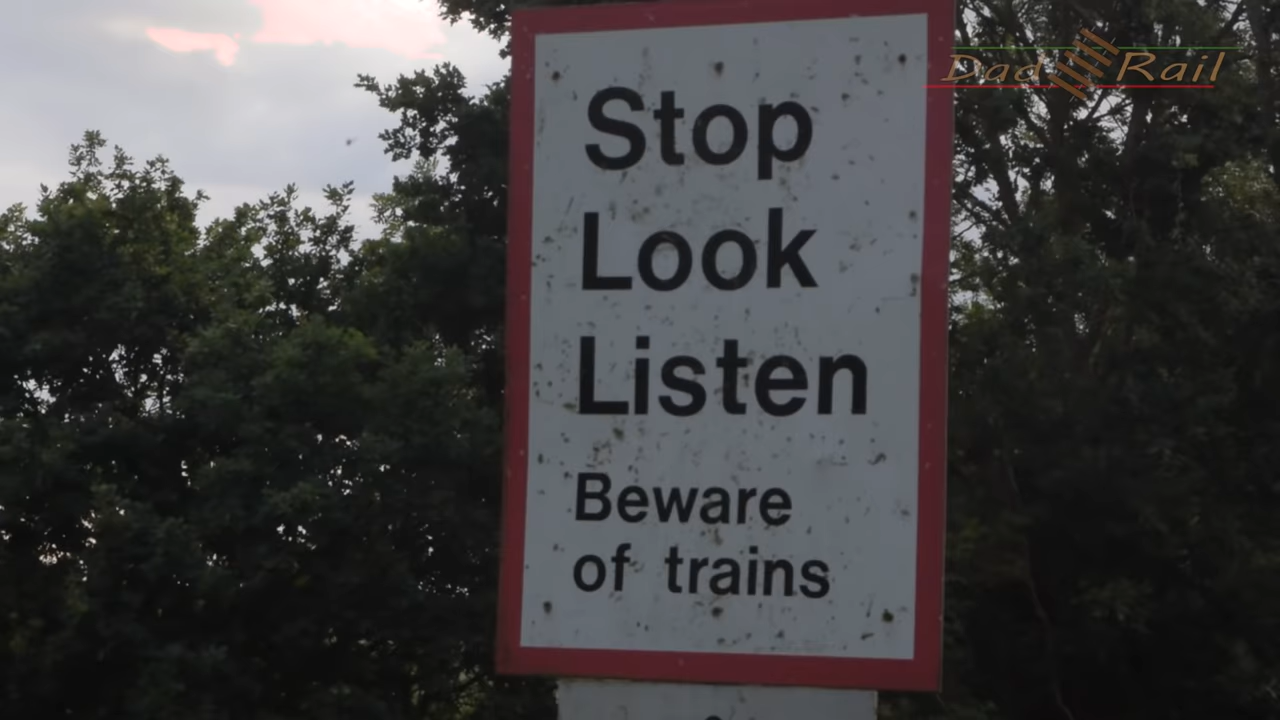 Dad Rail
Stop
Look
Listen
Beware
of trains